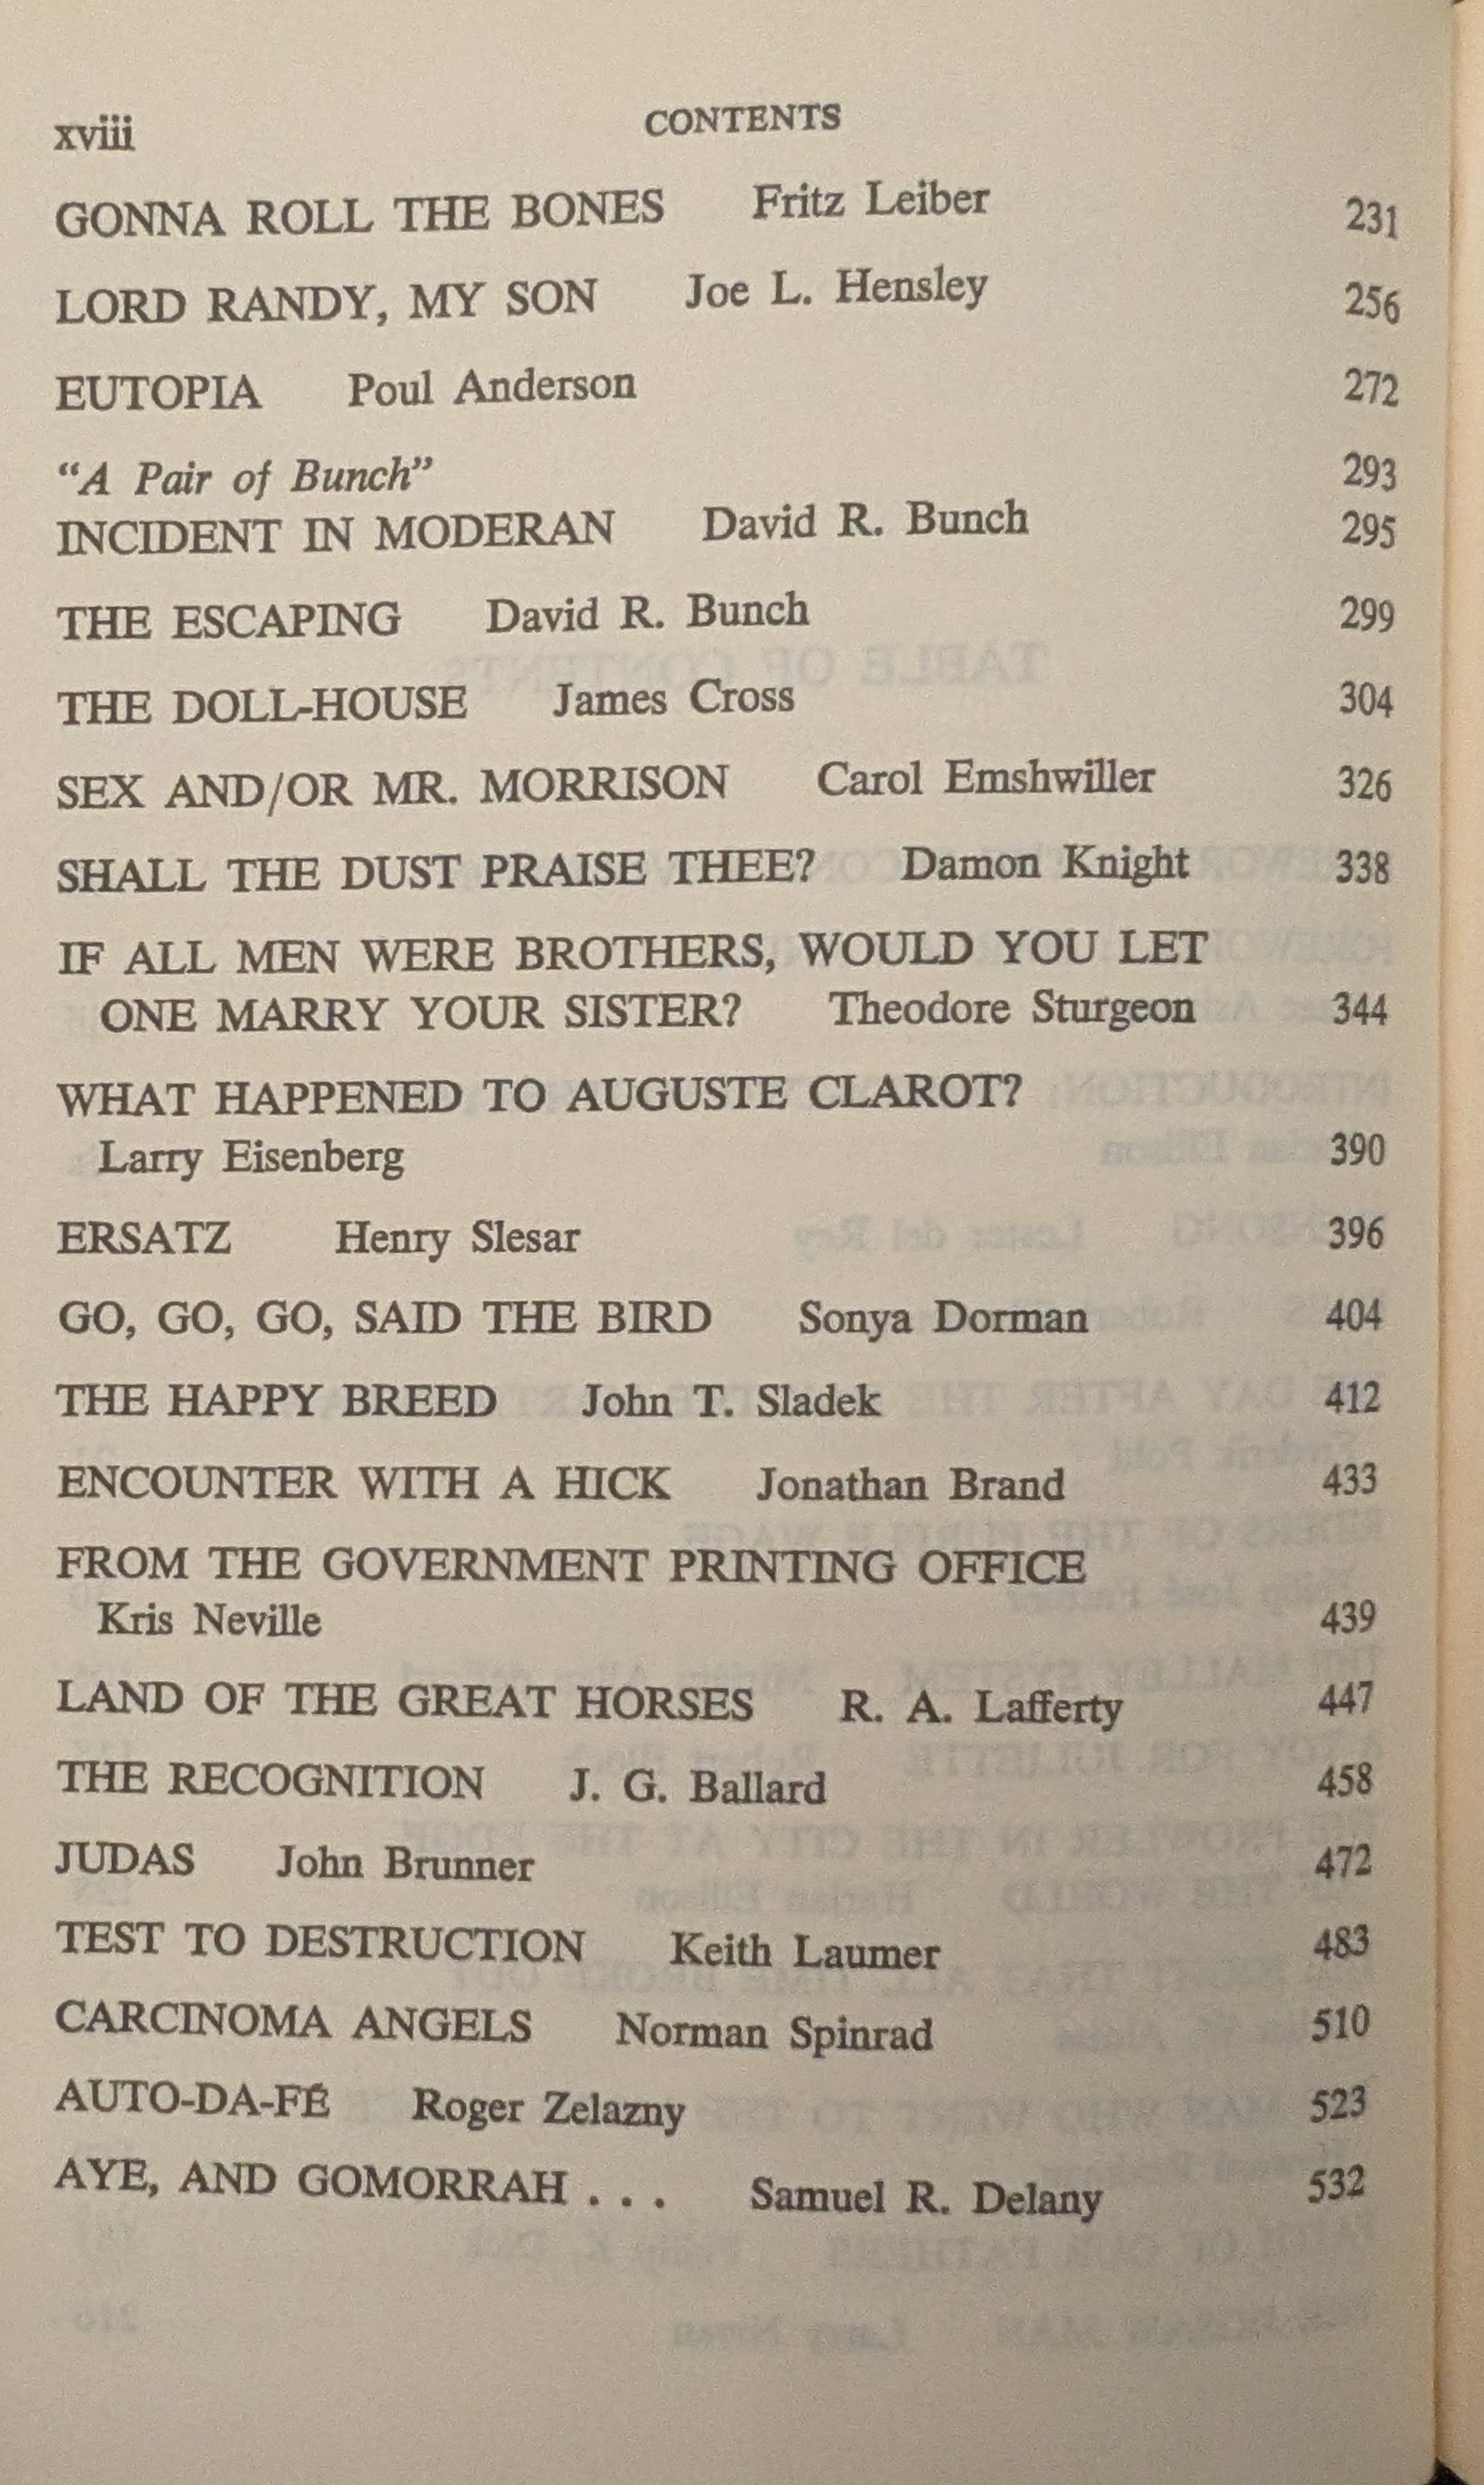 xviii CONTENTS
GONNA ROLL THE BONES Fritz Leiber 231
LORD RANDY, MY SON Joe L. Hensley 256
EUTOPIA Poul Anderson 272
“A Pair of Bunch” 293
INCIDENT IN MODERAN David R. Bunch 295
THE ESCAPING David R. Bunch 299
THE DOLL-HOUSE James Cross 304
SEX AND/OR MR. MORRISON Carol Emshwiller 326
SHALL THE DUST PRAISE THEE? Damon Knight 338
IF ALL MEN WERE BROTHERS, WOULD YOU LET
ONE MARRY YOUR SISTER? Theodore Sturgeon 344
WHAT HAPPENED TO AUGUSTE CLAROT?
Larry Eisenberg 390
ERSATZ Henry Slesar 396
GO, GO, GO, SAID THE BIRD Sonya Dorman 404
THE HAPPY BREED John T. Sladek 412
ENCOUNTER WITH A HICK Jonathan Brand 433
FROM THE GOVERNMENT PRINTING OFFICE
Kris Neville 439
LAND OF THE GREAT HORSES R. A. Lafferty 447
THE RECOGNITION J. G. Ballard 458
JUDAS John Brunner 472
TEST TO DESTRUCTION Keith Laumer 483
CARCINOMA ANGELS Norman Spinrad 510
AUTO-DA-FÉ Roger Zelazny 523
AYE, AND GOMORRAH . . . Samuel R. Delany 532